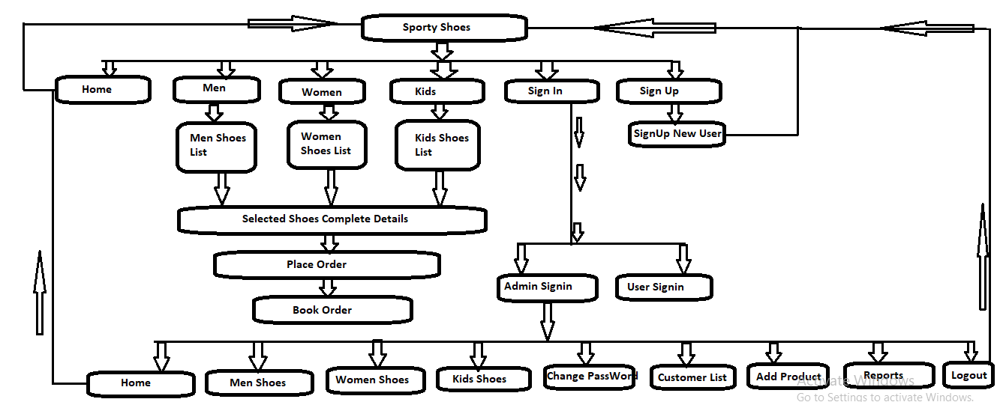 Sporty Shoes
Home
Men
Women
Kids
Sign In
Sign Up
Men Shoes
List
Women
Shoes List
Kids Shoes
List
SignUp New User
Selected Shoes Complete Details
Place Order
Book Order
Admin Signin
User Signin
Home
Men Shoes
Women Shoes
Kids Shoes
Change PassWord
Customer List
Add Product
Reports
Logout
Activate Windows
Go to Settings to activate Windows.